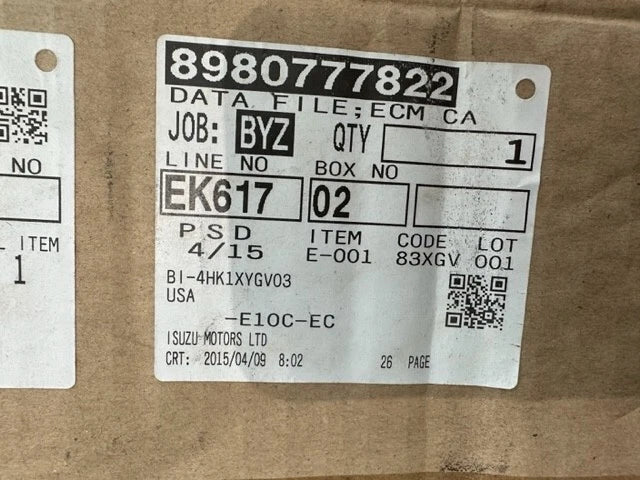 8980777822
DATA FILE;ECM CA
JOB: BYZ QTY 1
LINE NO BOX NO
EK617 02
PSD ITEM CODE LOT
4/15 E-001 83XGV 001
BI-4HK1XYGV03
USA
-E10C-EC
ISUZU MOTORS LTD
CRT: 2015/04/09 8:02 26 PAGE
NO
ITEM
1